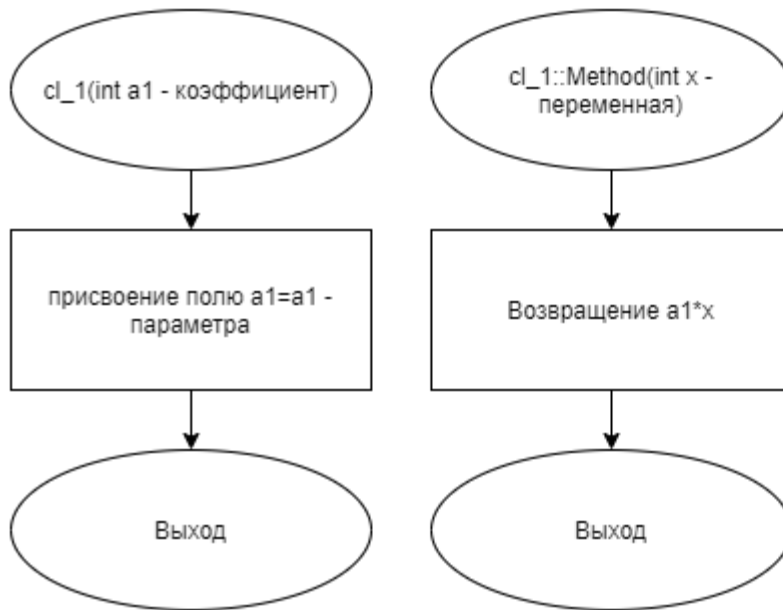 cl_1(int a1 - коэффициент)
присвоение полю a1=a1 -
параметра
Выход
cl_1::Method(int x -
переменная)
Возвращение a1*x
Выход